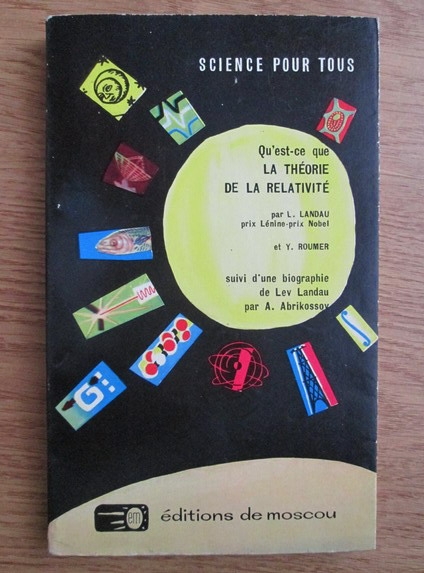 SCIENCE POUR TOUS
Qu'est-ce que
LA THÉORIE
DE LA RELATIVITÉ
par L. LANDAU
prix Lénine-prix Nobel
et Y. ROUMER
suivi d'une biographie
de Lev Landau
par A. Abrikossov
em éditions de moscou